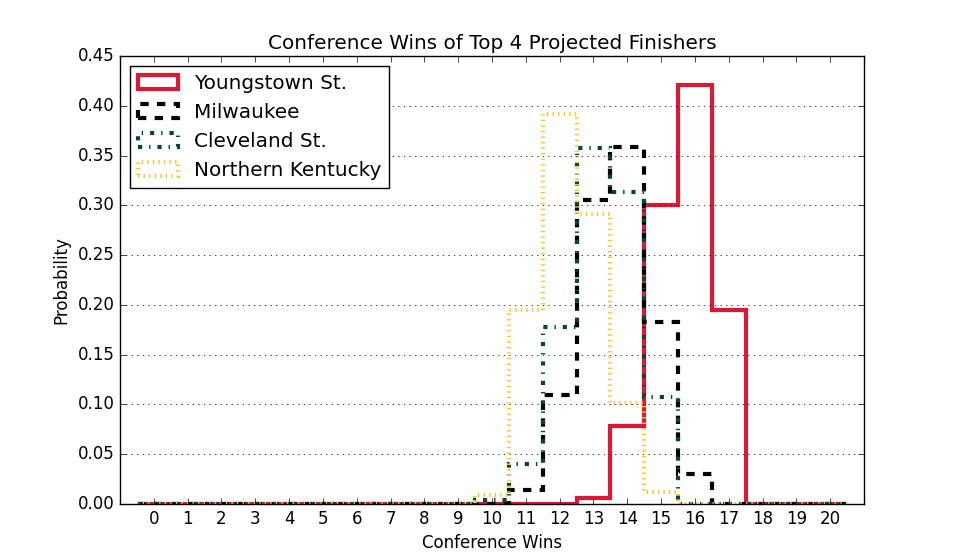 Conference Wins of Top 4 Projected Finishers
0.45
0.40
0.35
0.30
0.25
0.20
0.15
0.10
0.05
0.00
Probability
Youngstown St.
Milwaukee
Cleveland St.
Northern Kentucky
0 1 2 3 4 5 6 7 8 9 10 11 12 13 14 15 16 17 18 19 20
Conference Wins